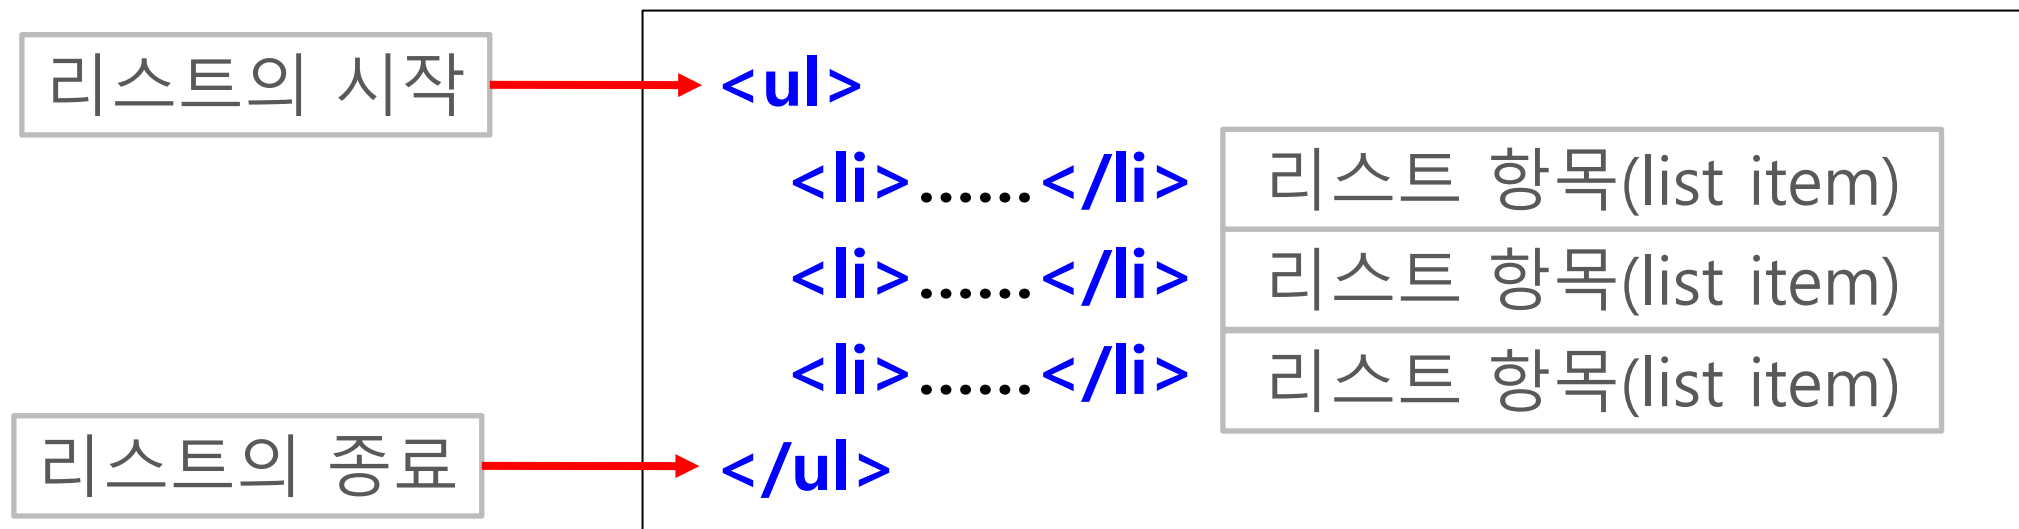 리스트의 시작
<ul>
<li>......</li> 리스트 항목(list item)
<li>......</li> 리스트 항목(list item)
<li>......</li> 리스트 항목(list item)
리스트의 종료
</ul>